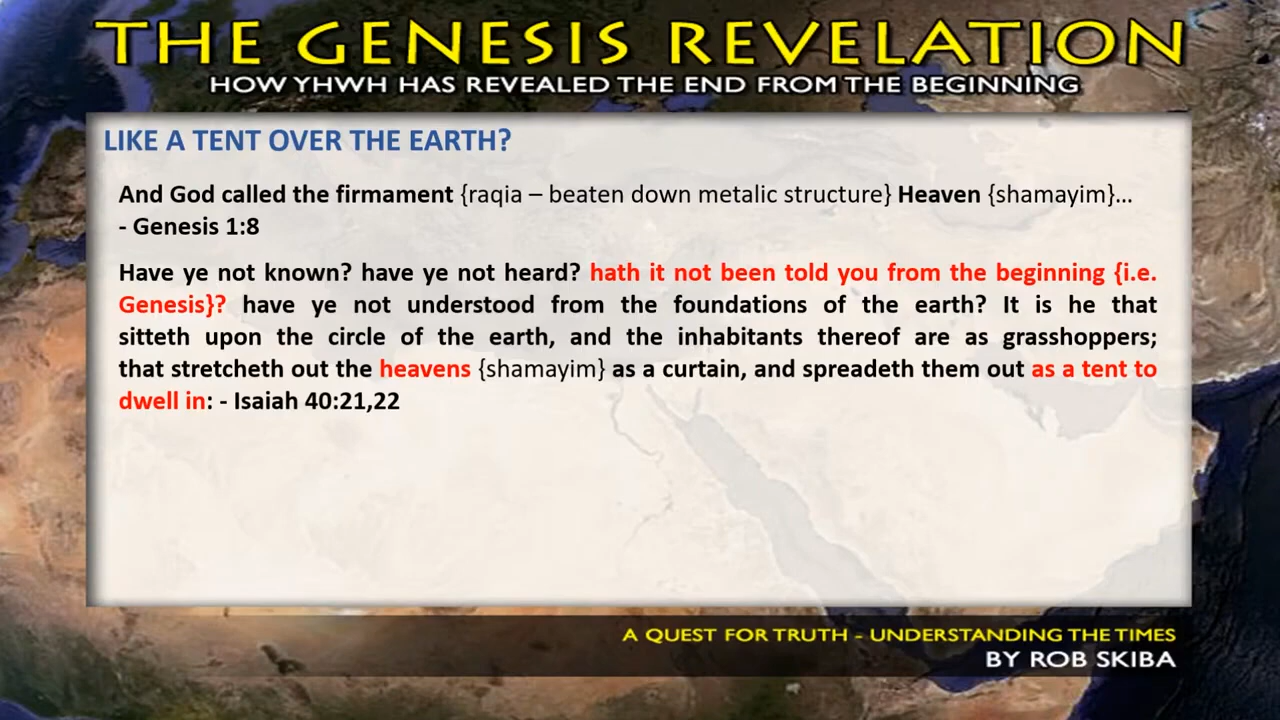 THE GENESIS REVELATION
HOW YHWH HAS REVEALED THE END FROM THE BEGINNING
LIKE A TENT OVER THE EARTH?
And God called the firmament {raqia – beaten down metalic structure} Heaven {shamayim}...
- Genesis 1:8
Have ye not known? have ye not heard? hath it not been told you from the beginning {i.e.
Genesis}? have ye not understood from the foundations of the earth? It is he that
sitteth upon the circle of the earth, and the inhabitants thereof are as grasshoppers;
that stretcheth out the heavens {shamayim} as a curtain, and spreadeth them out as a tent to
dwell in: - Isaiah 40:21,22
A QUEST FOR TRUTH - UNDERSTANDING THE TIMES
BY ROB SKIBA